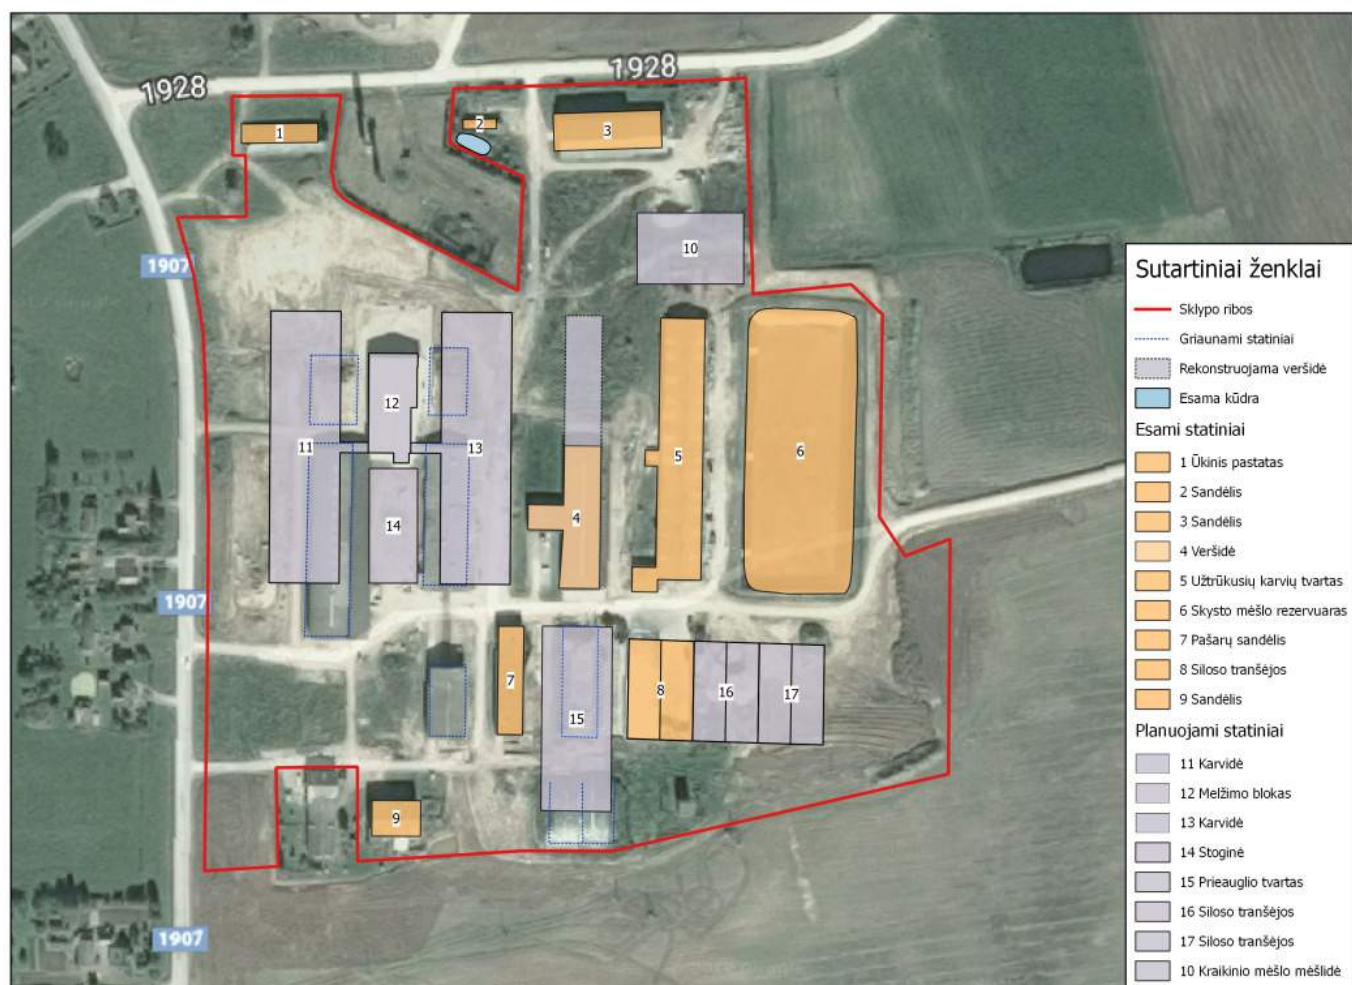 1928
1928
1
2
3
1907
10
Sutartiniai ženklai
Sklypo ribos
Griaunami statiniai
Rekonstruojama veršidė
Esama kūdra
Esami statiniai
1 Ūkinis pastatas
2 Sandėlis
3 Sandėlis
4 Veršidė
5 Užtrūkusių karvių tvartas
6 Skysto mėšlo rezervuaras
7 Pašarų sandėlis
8 Siloso tranšėjos
9 Sandėlis
Planuojami statiniai
11 Karvidė
12 Melžimo blokas
13 Karvidė
14 Stoginė
15 Prieauglio tvartas
16 Siloso tranšėjos
17 Siloso tranšėjos
10 Kraikinio mėšlo mėšlidė
12
11
13
5
6
4
14
1907
7
8
16
17
15
9
1907